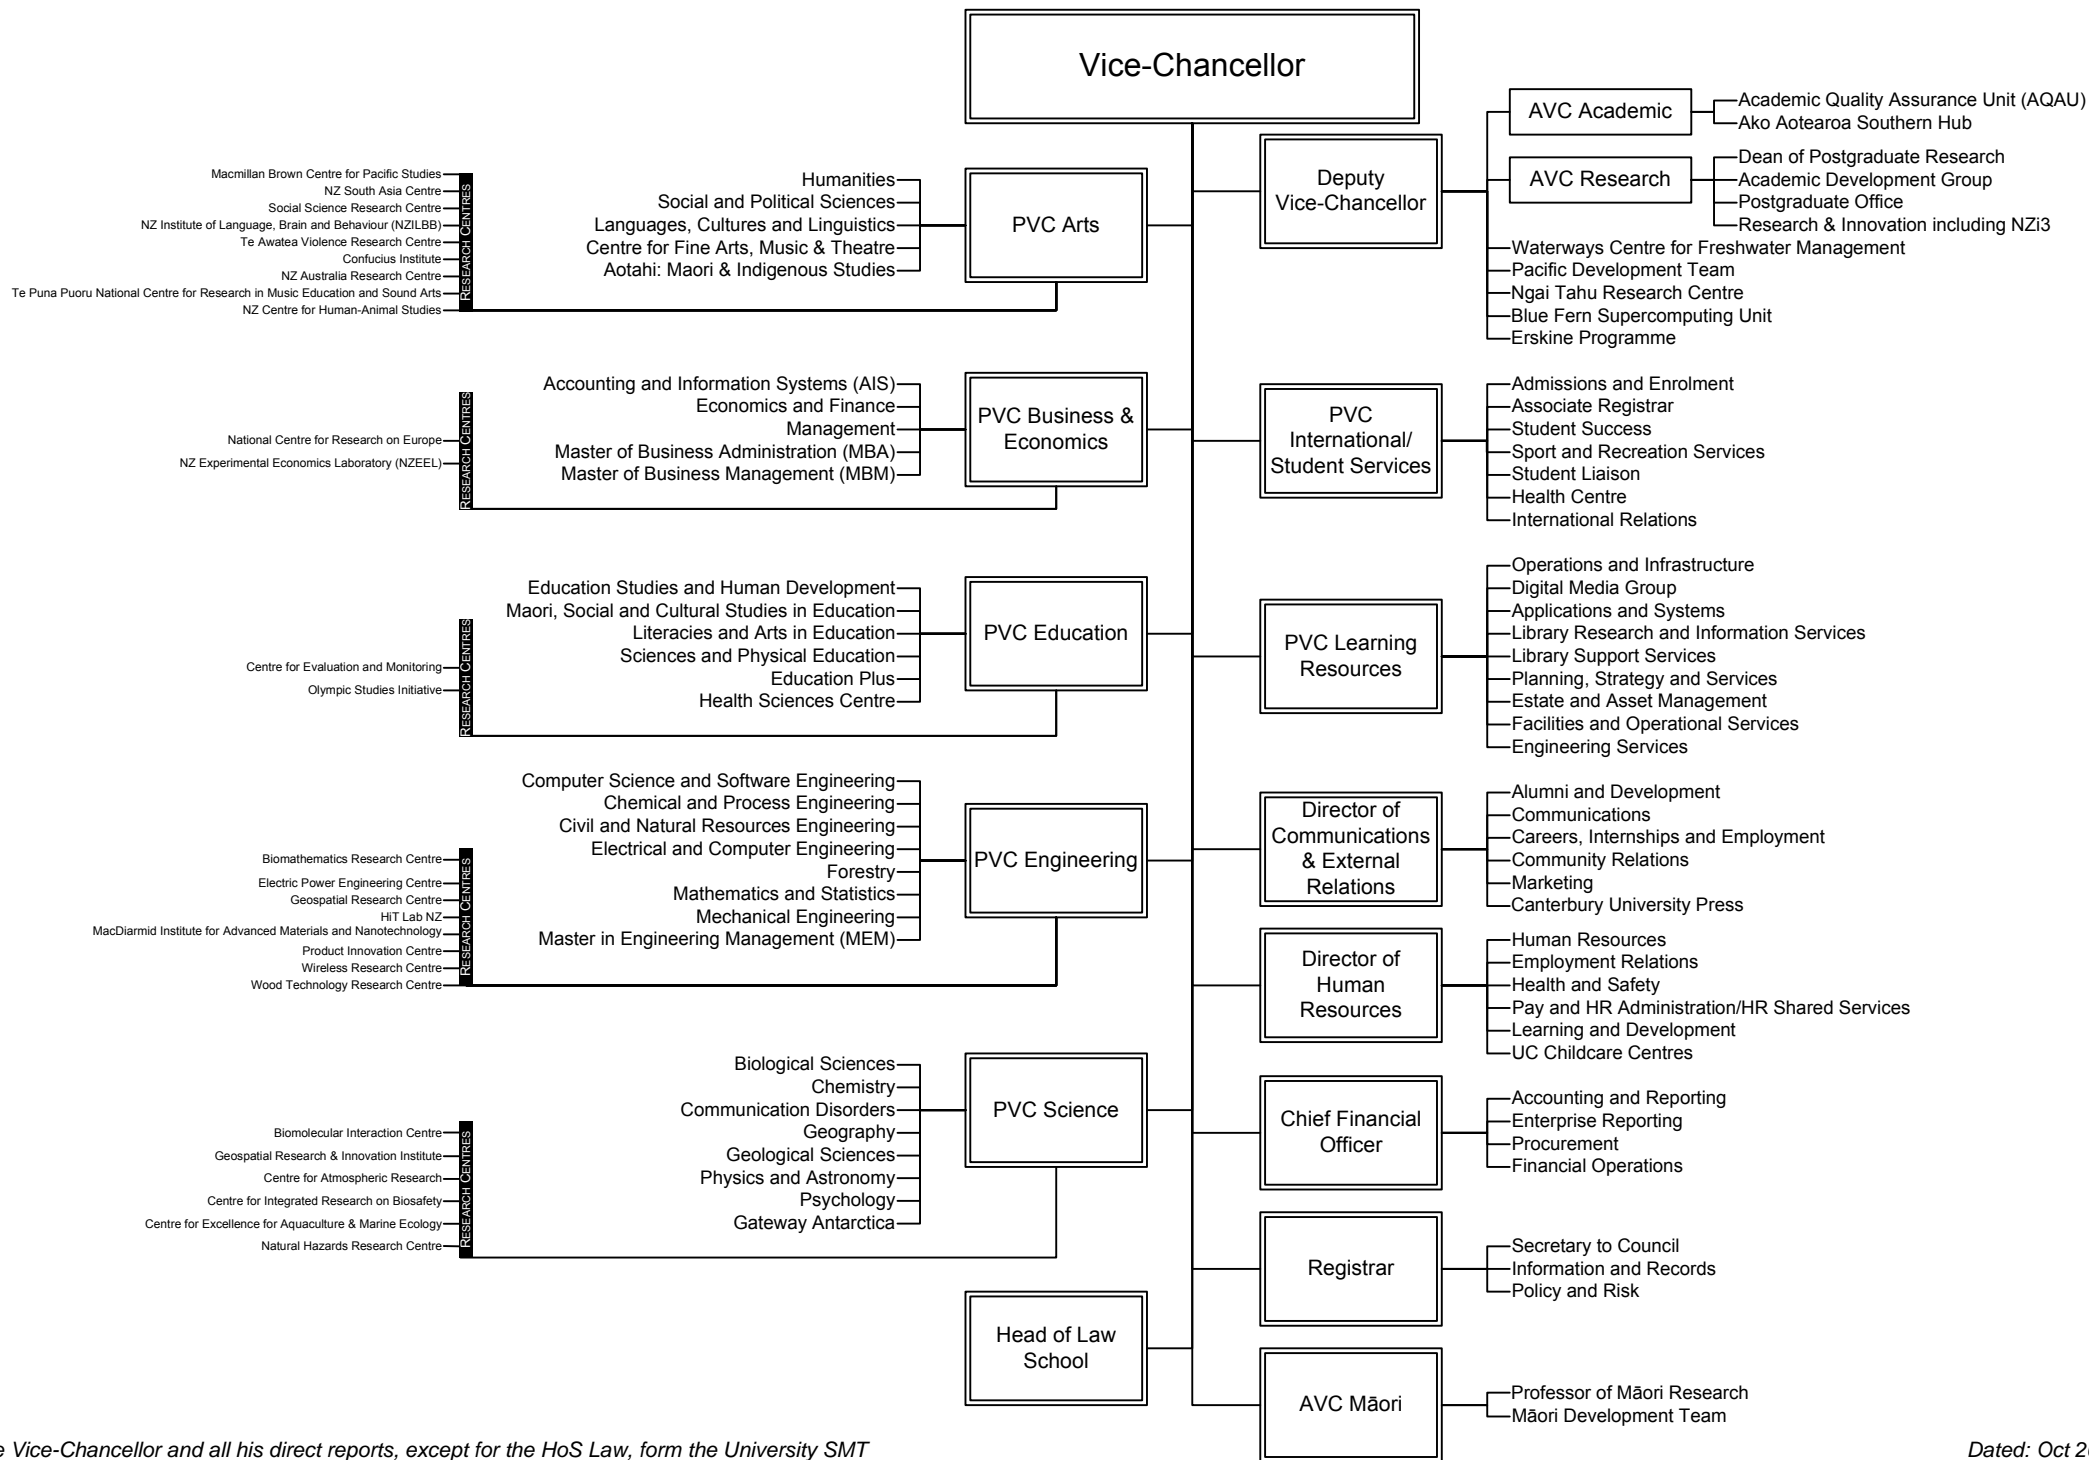 Vice-Chancellor
Macmillan Brown Centre for Pacific Studies
NZ South Asia Centre
Social Science Research Centre
NZ Institute of Language, Brain and Behaviour (NZILBB)
Te Awatea Violence Research Centre
Confucius Institute
NZ Australia Research Centre
Te Puna Puoru National Centre for Research in Music Education and Sound Arts
NZ Centre for Human-Animal Studies
RESEARCH CENTRES
Humanities
Social and Political Sciences
Languages, Cultures and Linguistics
Centre for Fine Arts, Music & Theatre
Aotahi: Maori & Indigenous Studies
PVC Arts
National Centre for Research on Europe
NZ Experimental Economics Laboratory (NZEEL)
RESEARCH CENTRES
Accounting and Information Systems (AIS)
Economics and Finance
Management
Master of Business Administration (MBA)
Master of Business Management (MBM)
PVC Business &
Economics
Centre for Evaluation and Monitoring
Olympic Studies Initiative
RESEARCH CENTRES
Education Studies and Human Development
Maori, Social and Cultural Studies in Education
Literacies and Arts in Education
Sciences and Physical Education
Education Plus
Health Sciences Centre
PVC Education
Biomathematics Research Centre
Electric Power Engineering Centre
Geospatial Research Centre
HiT Lab NZ
MacDiarmid Institute for Advanced Materials and Nanotechnology
Product Innovation Centre
Wireless Research Centre
Wood Technology Research Centre
RESEARCH CENTRES
Computer Science and Software Engineering
Chemical and Process Engineering
Civil and Natural Resources Engineering
Electrical and Computer Engineering
Forestry
Mathematics and Statistics
Mechanical Engineering
Master in Engineering Management (MEM)
PVC Engineering
Biomolecular Interaction Centre
Geospatial Research & Innovation Institute
Centre for Atmospheric Research
Centre for Integrated Research on Biosafety
Centre for Excellence for Aquaculture & Marine Ecology
Natural Hazards Research Centre
RESEARCH CENTRES
Biological Sciences
Chemistry
Communication Disorders
Geography
Geological Sciences
Physics and Astronomy
Psychology
Gateway Antarctica
PVC Science
Head of Law
School
Deputy
Vice-Chancellor
AVC Academic
Academic Quality Assurance Unit (AQAU)
Ako Aotearoa Southern Hub
AVC Research
Dean of Postgraduate Research
Academic Development Group
Postgraduate Office
Research & Innovation including NZi3
Waterways Centre for Freshwater Management
Pacific Development Team
Ngai Tahu Research Centre
Blue Fern Supercomputing Unit
Erskine Programme
PVC
International/
Student Services
Admissions and Enrolment
Associate Registrar
Student Success
Sport and Recreation Services
Student Liaison
Health Centre
International Relations
PVC Learning
Resources
Operations and Infrastructure
Digital Media Group
Applications and Systems
Library Research and Information Services
Library Support Services
Planning, Strategy and Services
Estate and Asset Management
Facilities and Operational Services
Engineering Services
Director of
Communications
& External
Relations
Alumni and Development
Communications
Careers, Internships and Employment
Community Relations
Marketing
Canterbury University Press
Director of
Human
Resources
Human Resources
Employment Relations
Health and Safety
Pay and HR Administration/HR Shared Services
Learning and Development
UC Childcare Centres
Chief Financial
Officer
Accounting and Reporting
Enterprise Reporting
Procurement
Financial Operations
Registrar
Secretary to Council
Information and Records
Policy and Risk
AVC Māori
Professor of Māori Research
Māori Development Team
Vice-Chancellor and all his direct reports, except for the HoS Law, form the University SMT
Dated: Oct